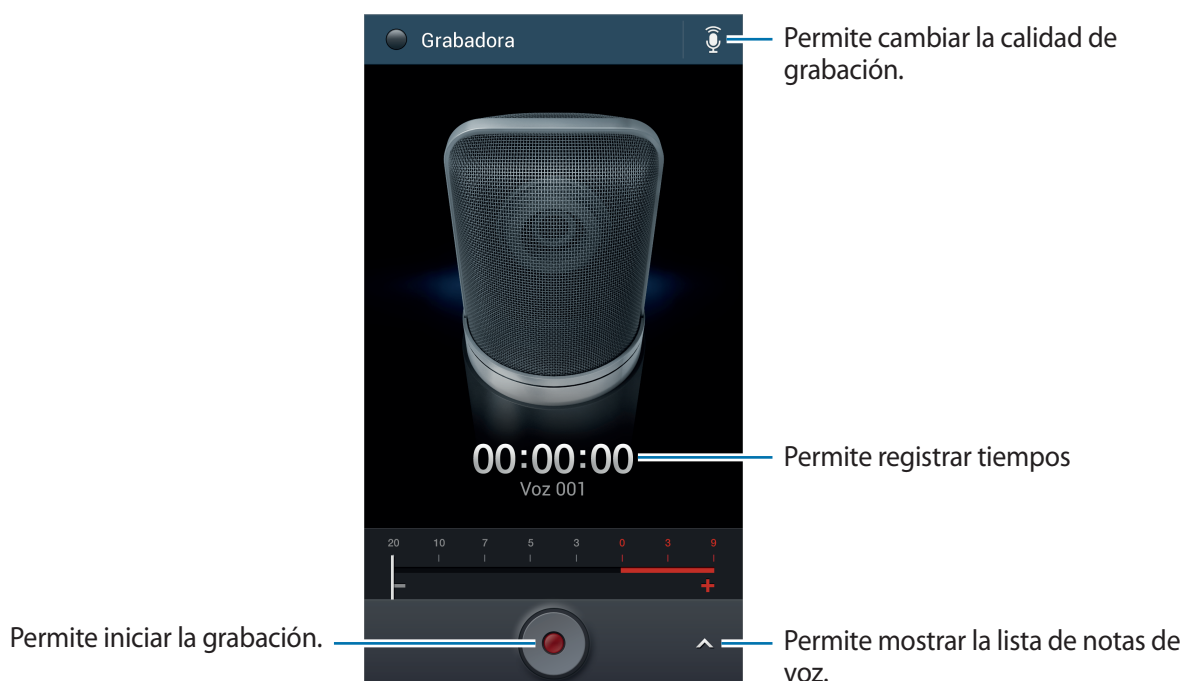 Grabadora
Permite cambiar la calidad de
grabación.
00:00:00
Permite registrar tiempos
Voz 001
20 10 7 5 3 0 3 9
− +
Permite iniciar la grabación.
Permite mostrar la lista de notas de
voz.